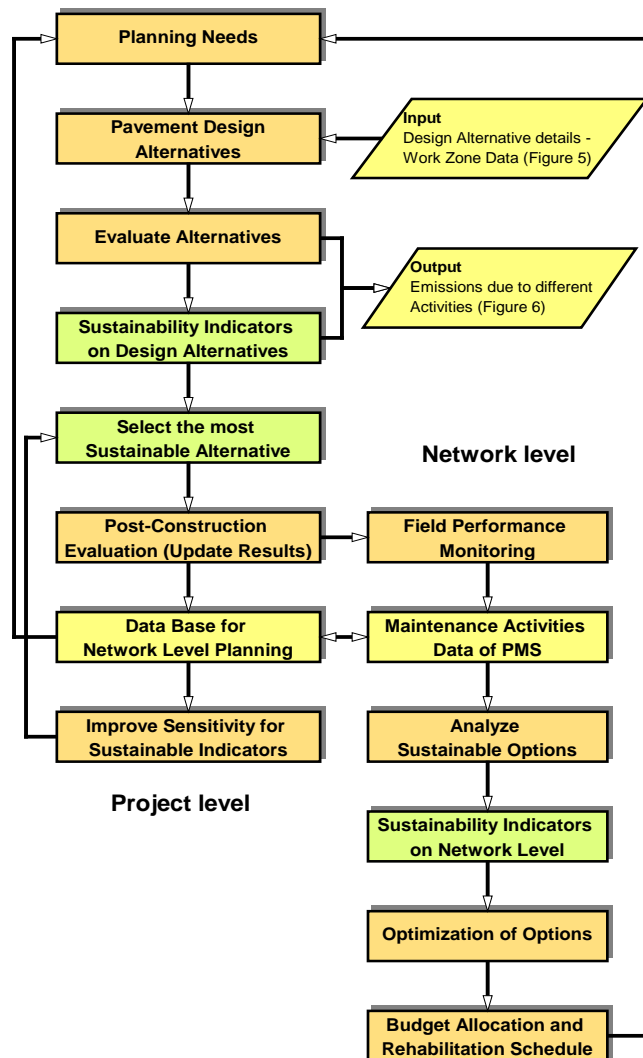 Planning Needs
Pavement Design
Alternatives
Input
Design Alternative details -
Work Zone Data (Figure 5)
Evaluate Alternatives
Output
Emissions due to different
Activities (Figure 6)
Sustainability Indicators
on Design Alternatives
Select the most
Sustainable Alternative
Network level
Post-Construction
Evaluation (Update Results)
Field Performance
Monitoring
Data Base for
Network Level Planning
Maintenance Activities
Data of PMS
Improve Sensitivity for
Sustainable Indicators
Analyze
Sustainable Options
Project level
Sustainability Indicators
on Network Level
Optimization of Options
Budget Allocation and
Rehabilitation Schedule